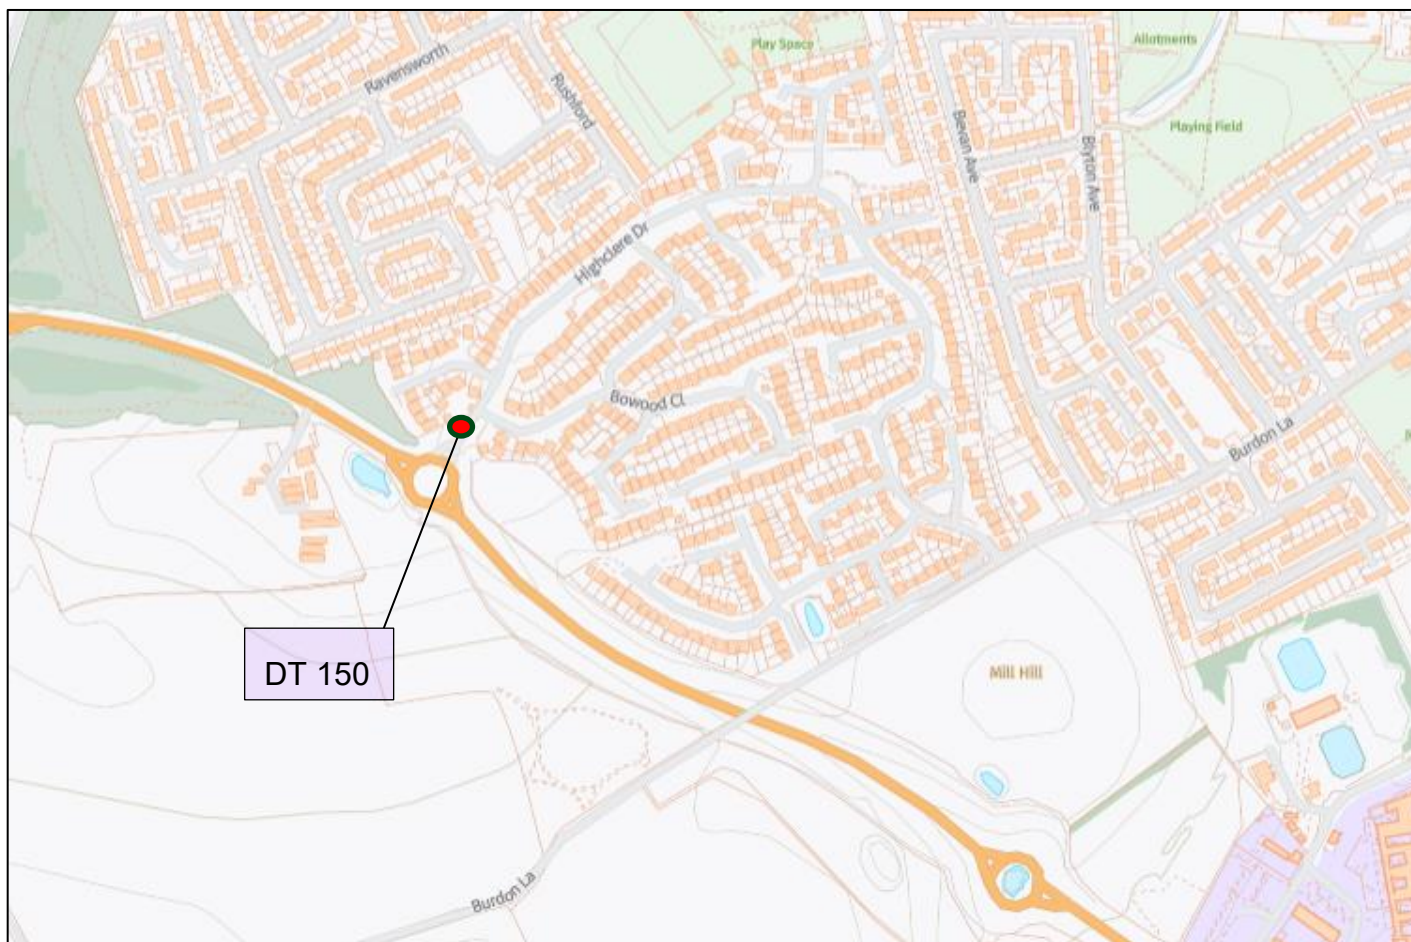 Play Space
Allotments
Ravensworth
Rushford
Bevan Ave
Playing Field
Blyton Ave
Highclere Dr
Bowood Cl
Burdon La
DT 150
Mill Hill
Burdon La